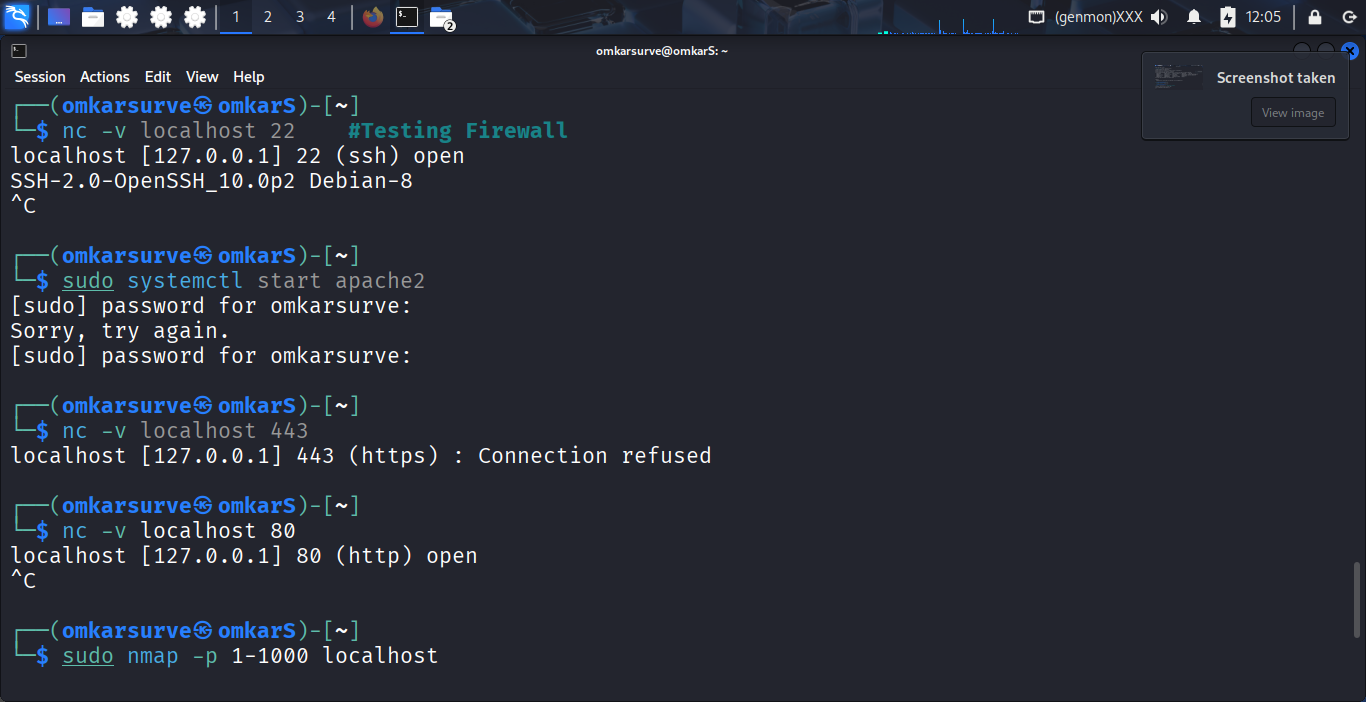 1 2 3 4 2 (genmon)XXX 12:05
omkarsurve@omkarS: ~
Session Actions Edit View Help
Screenshot taken
View image
┌──(omkarsurve㉿omkarS)-[~]
└─$ nc -v localhost 22    #Testing Firewall
localhost [127.0.0.1] 22 (ssh) open
SSH-2.0-OpenSSH_10.0p2 Debian-8
^C
┌──(omkarsurve㉿omkarS)-[~]
└─$ sudo systemctl start apache2
[sudo] password for omkarsurve:
Sorry, try again.
[sudo] password for omkarsurve:
┌──(omkarsurve㉿omkarS)-[~]
└─$ nc -v localhost 443
localhost [127.0.0.1] 443 (https) : Connection refused
┌──(omkarsurve㉿omkarS)-[~]
└─$ nc -v localhost 80
localhost [127.0.0.1] 80 (http) open
^C
┌──(omkarsurve㉿omkarS)-[~]
└─$ sudo nmap -p 1-1000 localhost